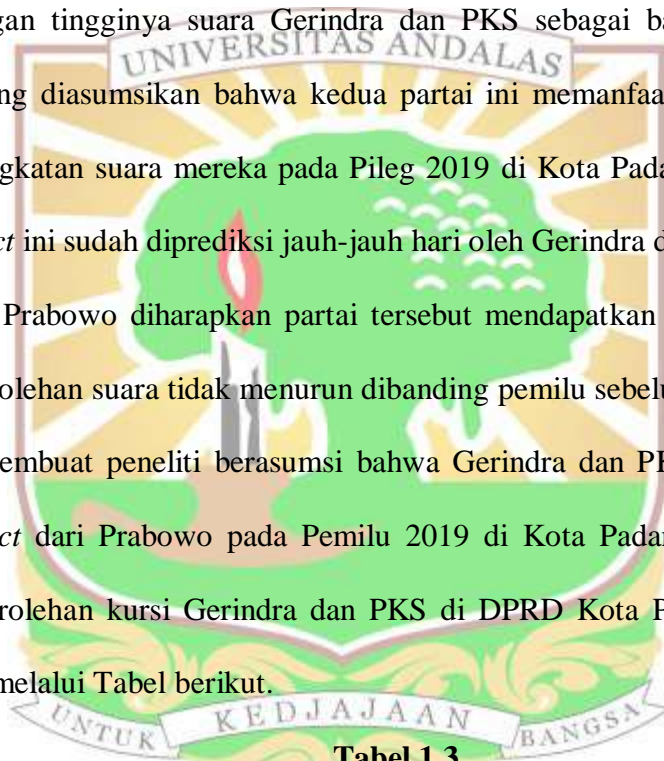 gan tingginya suara Gerindra dan PKS sebagai ba
UNIVERSITAS ANDALAS
ng diasumsikan bahwa kedua partai ini memanfaa
gkatan suara mereka pada Pileg 2019 di Kota Pada
ct ini sudah diprediksi jauh-jauh hari oleh Gerindra d
Prabowo diharapkan partai tersebut mendapatkan
olehan suara tidak menurun dibanding pemilu sebelu
embuat peneliti berasumsi bahwa Gerindra dan PK
ct dari Prabowo pada Pemilu 2019 di Kota Padan
rolehan kursi Gerindra dan PKS di DPRD Kota P
melalui Tabel berikut.
UNTUK KEDJAJAAN BANGSA
Tabel 1.3